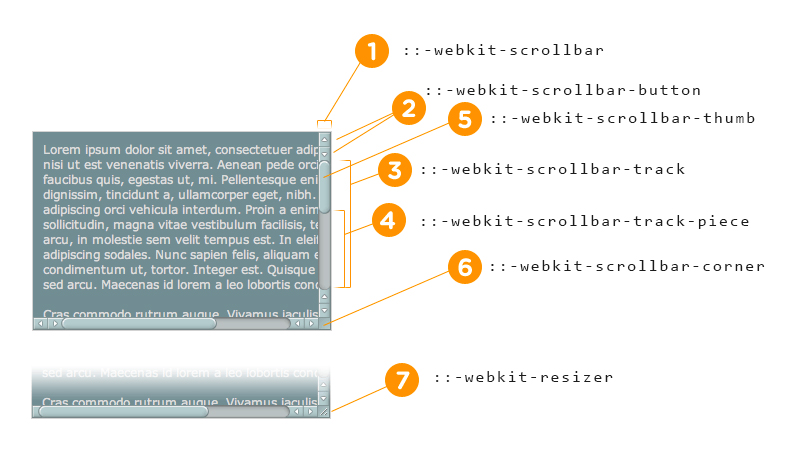 1 ::-webkit-scrollbar
2 ::-webkit-scrollbar-button
5 ::-webkit-scrollbar-thumb
3 ::-webkit-scrollbar-track
4 ::-webkit-scrollbar-track-piece
6 ::-webkit-scrollbar-corner
Lorem ipsum dolor sit amet, consectetuer adip
nisi ut est venenatis viverra. Aenean pede orci
faucibus quis, egestas ut, mi. Pellentesque eni
dignissim, tincidunt a, ullamcorper eget, nibh.
adipiscing orci vehicula interdum. Proin a enim
sollicitudin, magna vitae vestibulum facilisis, te
arcu, in molestie sem velit tempus est. In eleif
adipiscing sodales. Nunc sapien felis, aliquam e
condimentum ut, tortor. Integer est. Quisque
sed arcu. Maecenas id lorem a leo lobortis conc
Cras commodo rutrum augue. Vivamus iaculis
sed arcu. Maecenas id lorem a leo lobortis cont
Cras commodo rutrum augue. Vivamus iaculis
7 ::-webkit-resizer